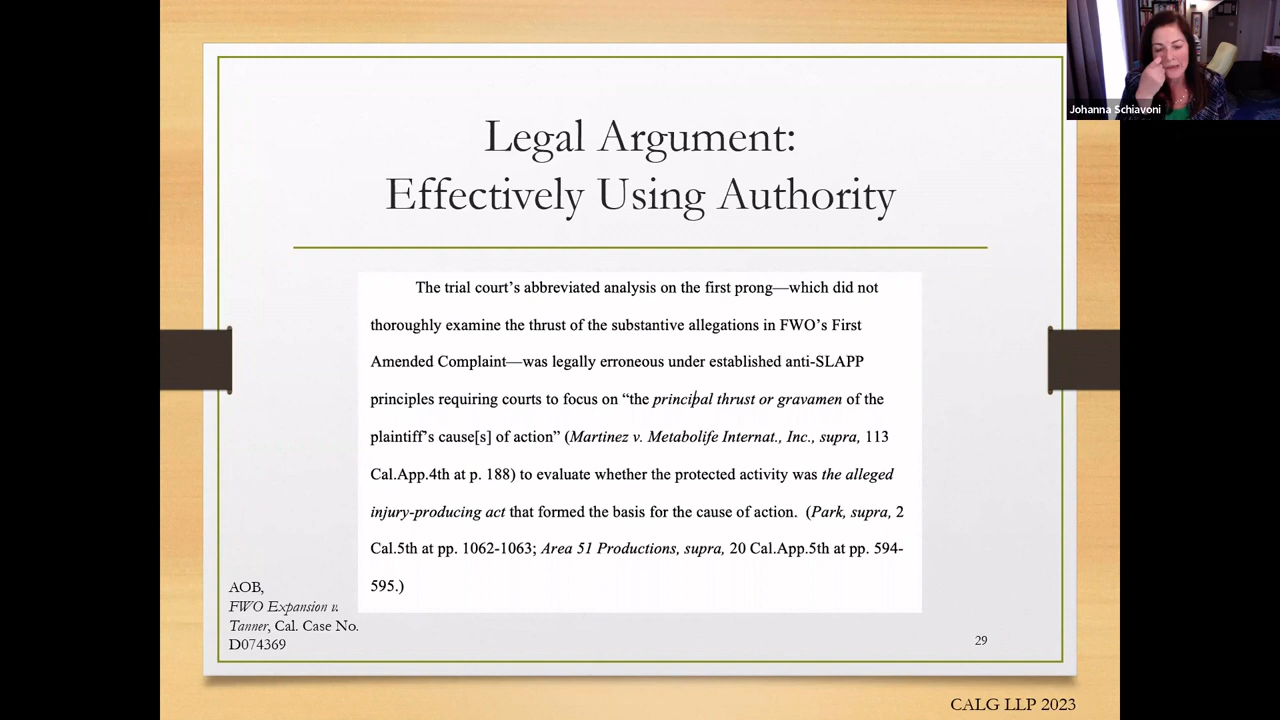 Johanna Schiavoni
Legal Argument:
Effectively Using Authority
The trial court’s abbreviated analysis on the first prong—which did not
thoroughly examine the thrust of the substantive allegations in FWO’s First
Amended Complaint—was legally erroneous under established anti-SLAPP
principles requiring courts to focus on “the principal thrust or gravamen of the
plaintiff’s cause[s] of action” (Martinez v. Metabolife Internat., Inc., supra, 113
Cal.App.4th at p. 188) to evaluate whether the protected activity was the alleged
injury-producing act that formed the basis for the cause of action. (Park, supra, 2
Cal.5th at pp. 1062-1063; Area 51 Productions, supra, 20 Cal.App.5th at pp. 594-
595.)
AOB,
FWO Expansion v.
Tanner, Cal. Case No.
D074369
29
CALG LLP 2023